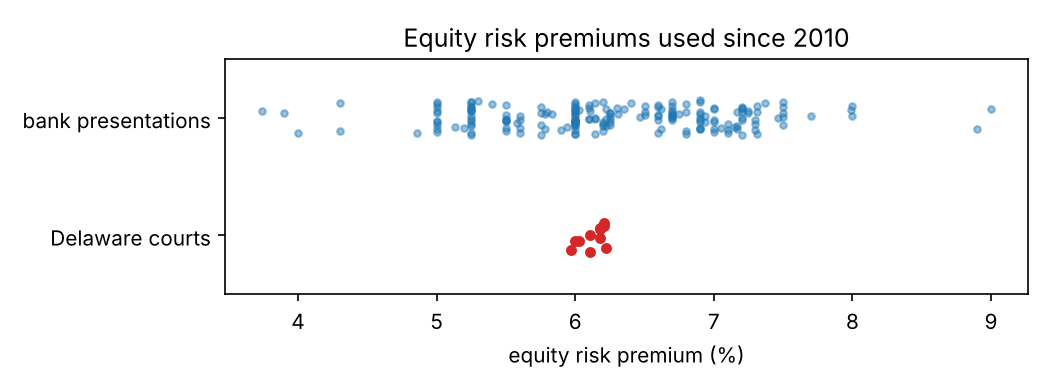 Equity risk premiums used since 2010
bank presentations
Delaware courts
4 5 6 7 8 9
equity risk premium (%)